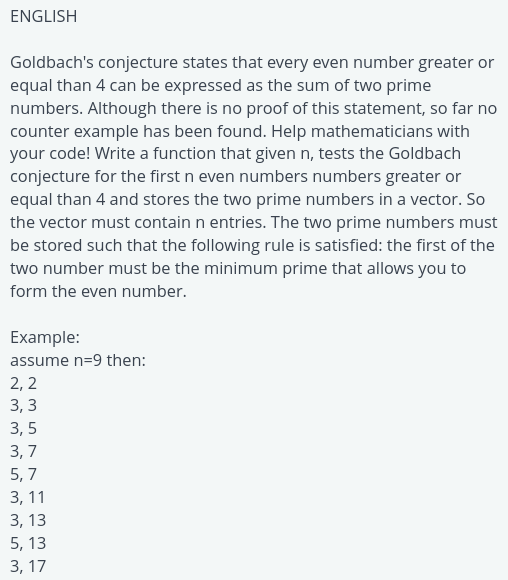 ENGLISH
Goldbach's conjecture states that every even number greater or
equal than 4 can be expressed as the sum of two prime
numbers. Although there is no proof of this statement, so far no
counter example has been found. Help mathematicians with
your code! Write a function that given n, tests the Goldbach
conjecture for the first n even numbers numbers greater or
equal than 4 and stores the two prime numbers in a vector. So
the vector must contain n entries. The two prime numbers must
be stored such that the following rule is satisfied: the first of the
two number must be the minimum prime that allows you to
form the even number.
Example:
assume n=9 then:
2, 2
3, 3
3, 5
3, 7
5, 7
3, 11
3, 13
5, 13
3, 17